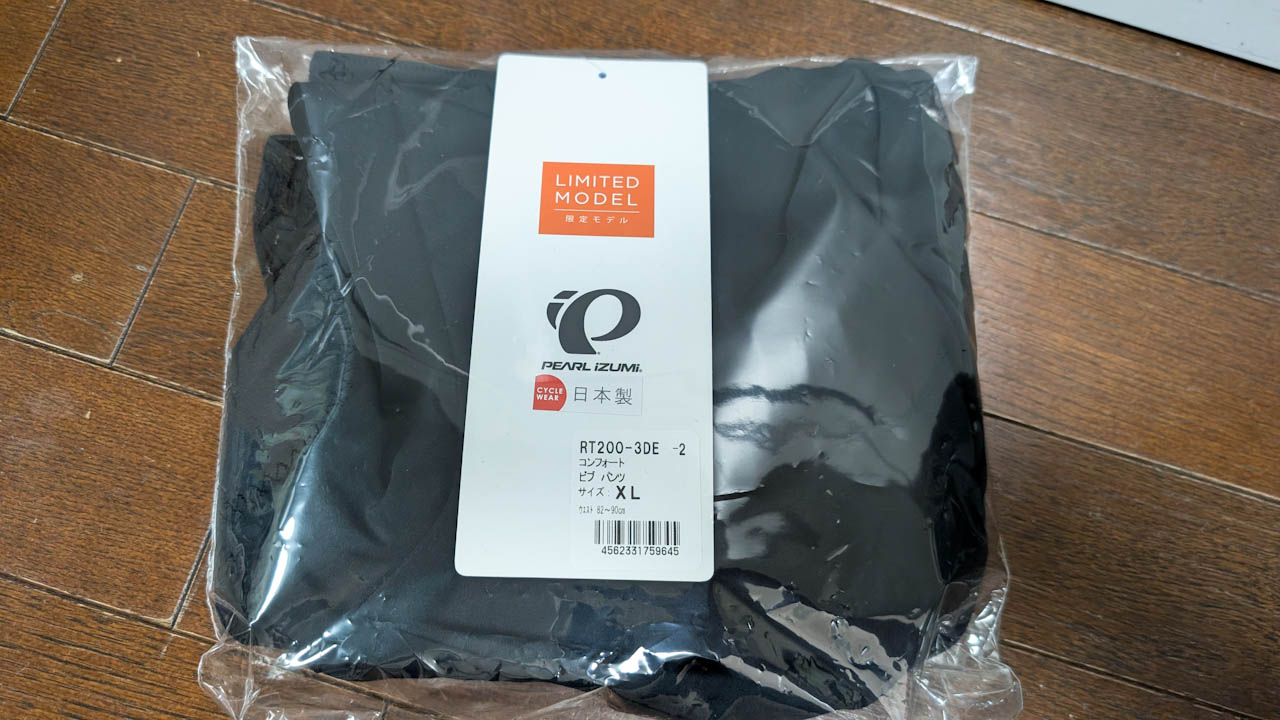 LIMITED
MODEL
限定モデル
PEARL iZUMi
CYCLE
WEAR
日本製
RT200-3DE -2
コンフォート
ビブ パンツ
サイズ: XL
ウエスト 82～90cm
4562331759645